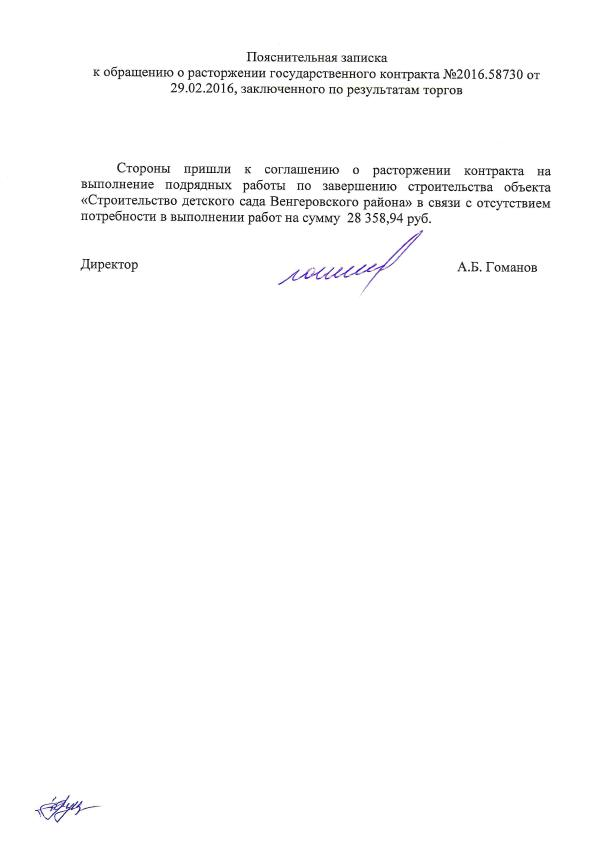 Пояснительная записка
к обращению о расторжении государственного контракта №2016.58730 от
29.02.2016, заключенного по результатам торгов
Стороны пришли к соглашению о расторжении контракта на
выполнение подрядных работы по завершению строительства объекта
«Строительство детского сада Венгеровского района» в связи с отсутствием
потребности в выполнении работ на сумму 28 358,94 руб.
Директор А.Б. Гоманов